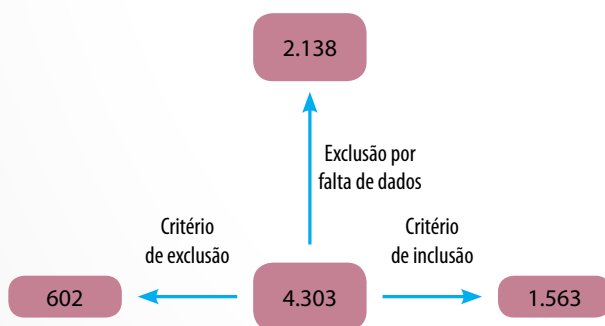 2.138
Exclusão por
falta de dados
Critério
de exclusão
Critério
de inclusão
602
4.303
1.563